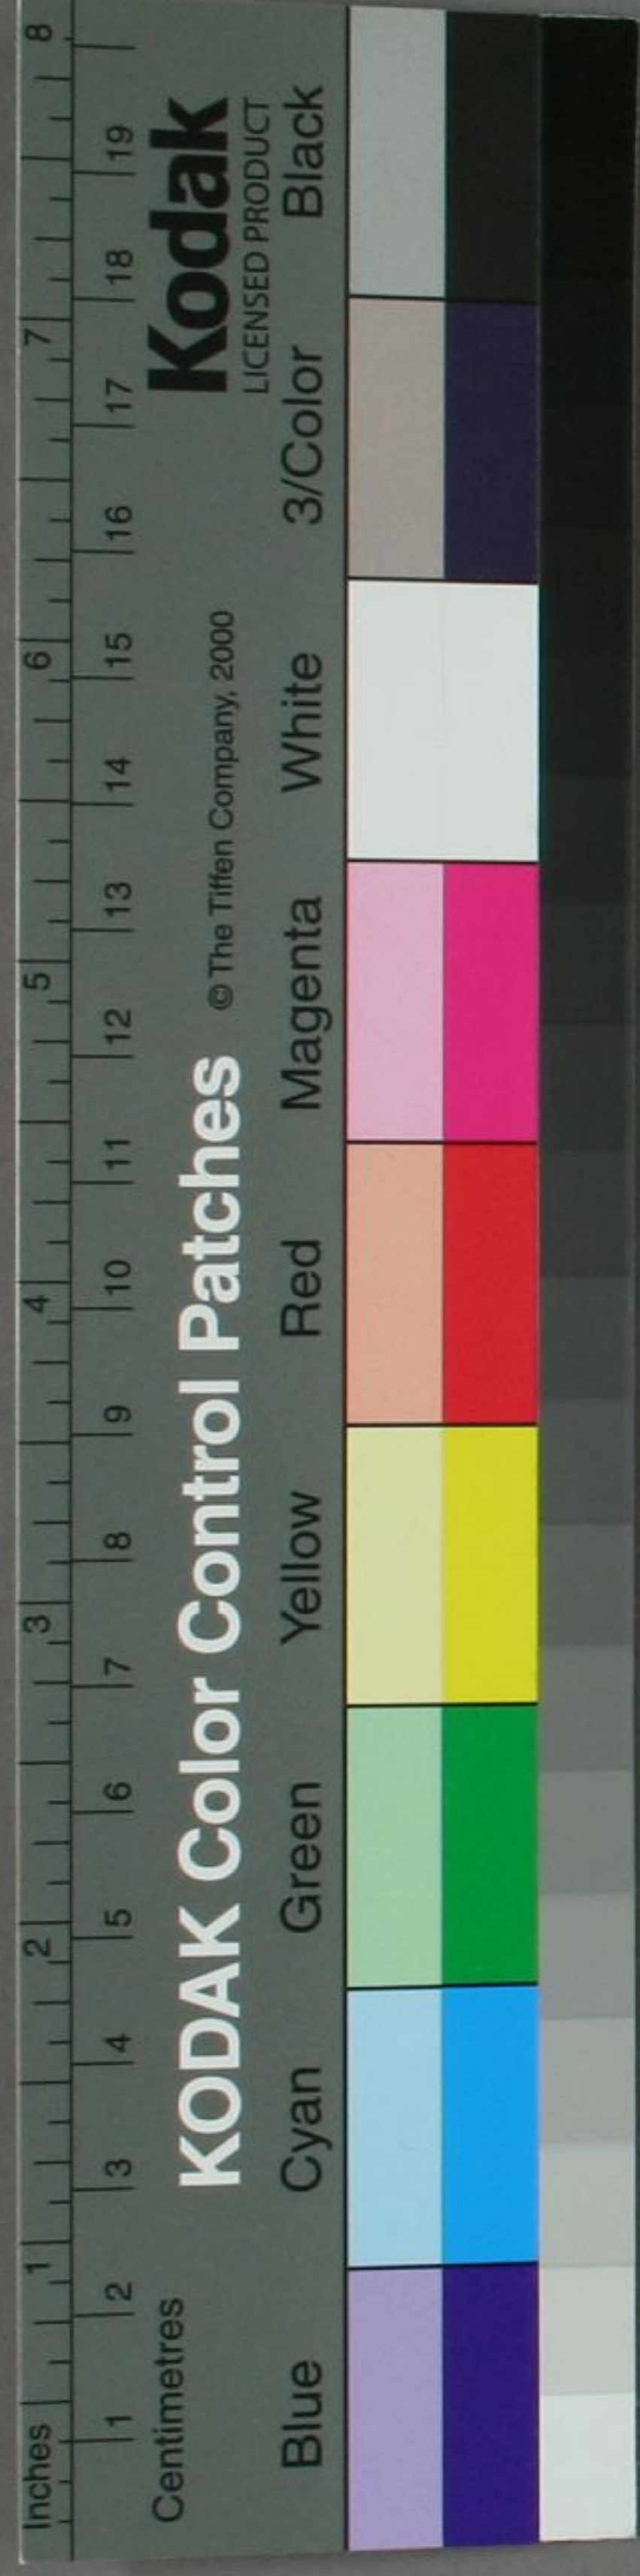 Inches 1 2 3 4 5 6 7 8
1 2 3 4 5 6 7 8 9 10 11 12 13 14 15 16 17 18 19
Centimetres
KODAK Color Control Patches © The Tiffen Company, 2000
Kodak
LICENSED PRODUCT
Blue Cyan Green Yellow Red Magenta White 3/Color Black